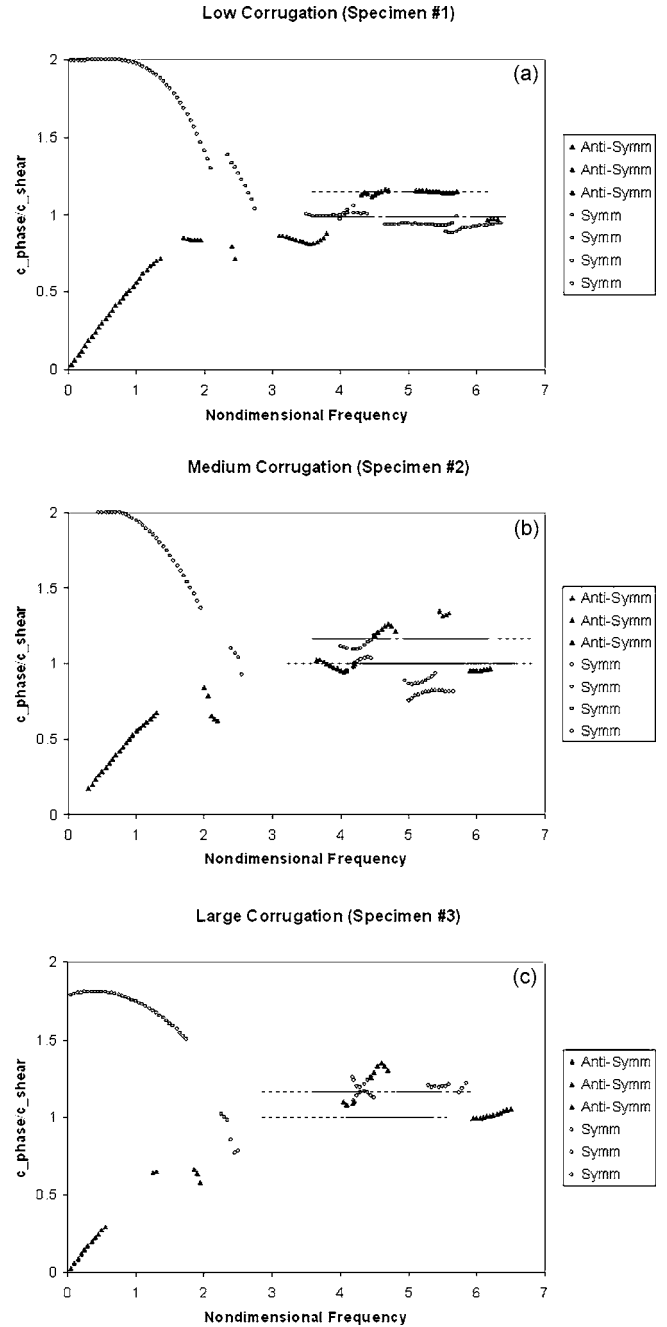 Low Corrugation (Specimen #1)
(a)
c_phase/c_shear
2
1.5
1
0.5
0
0 1 2 3 4 5 6 7
Nondimensional Frequency
Anti-Symm
Anti-Symm
Anti-Symm
Symm
Symm
Symm
Symm
Medium Corrugation (Specimen #2)
(b)
c_phase/c_shear
2
1.5
1
0.5
0
0 1 2 3 4 5 6 7
Nondimensional Frequency
Anti-Symm
Anti-Symm
Anti-Symm
Symm
Symm
Symm
Symm
Large Corrugation (Specimen #3)
(c)
c_phase/c_shear
2
1.5
1
0.5
0
0 1 2 3 4 5 6 7
Nondimensional Frequency
Anti-Symm
Anti-Symm
Anti-Symm
Symm
Symm
Symm